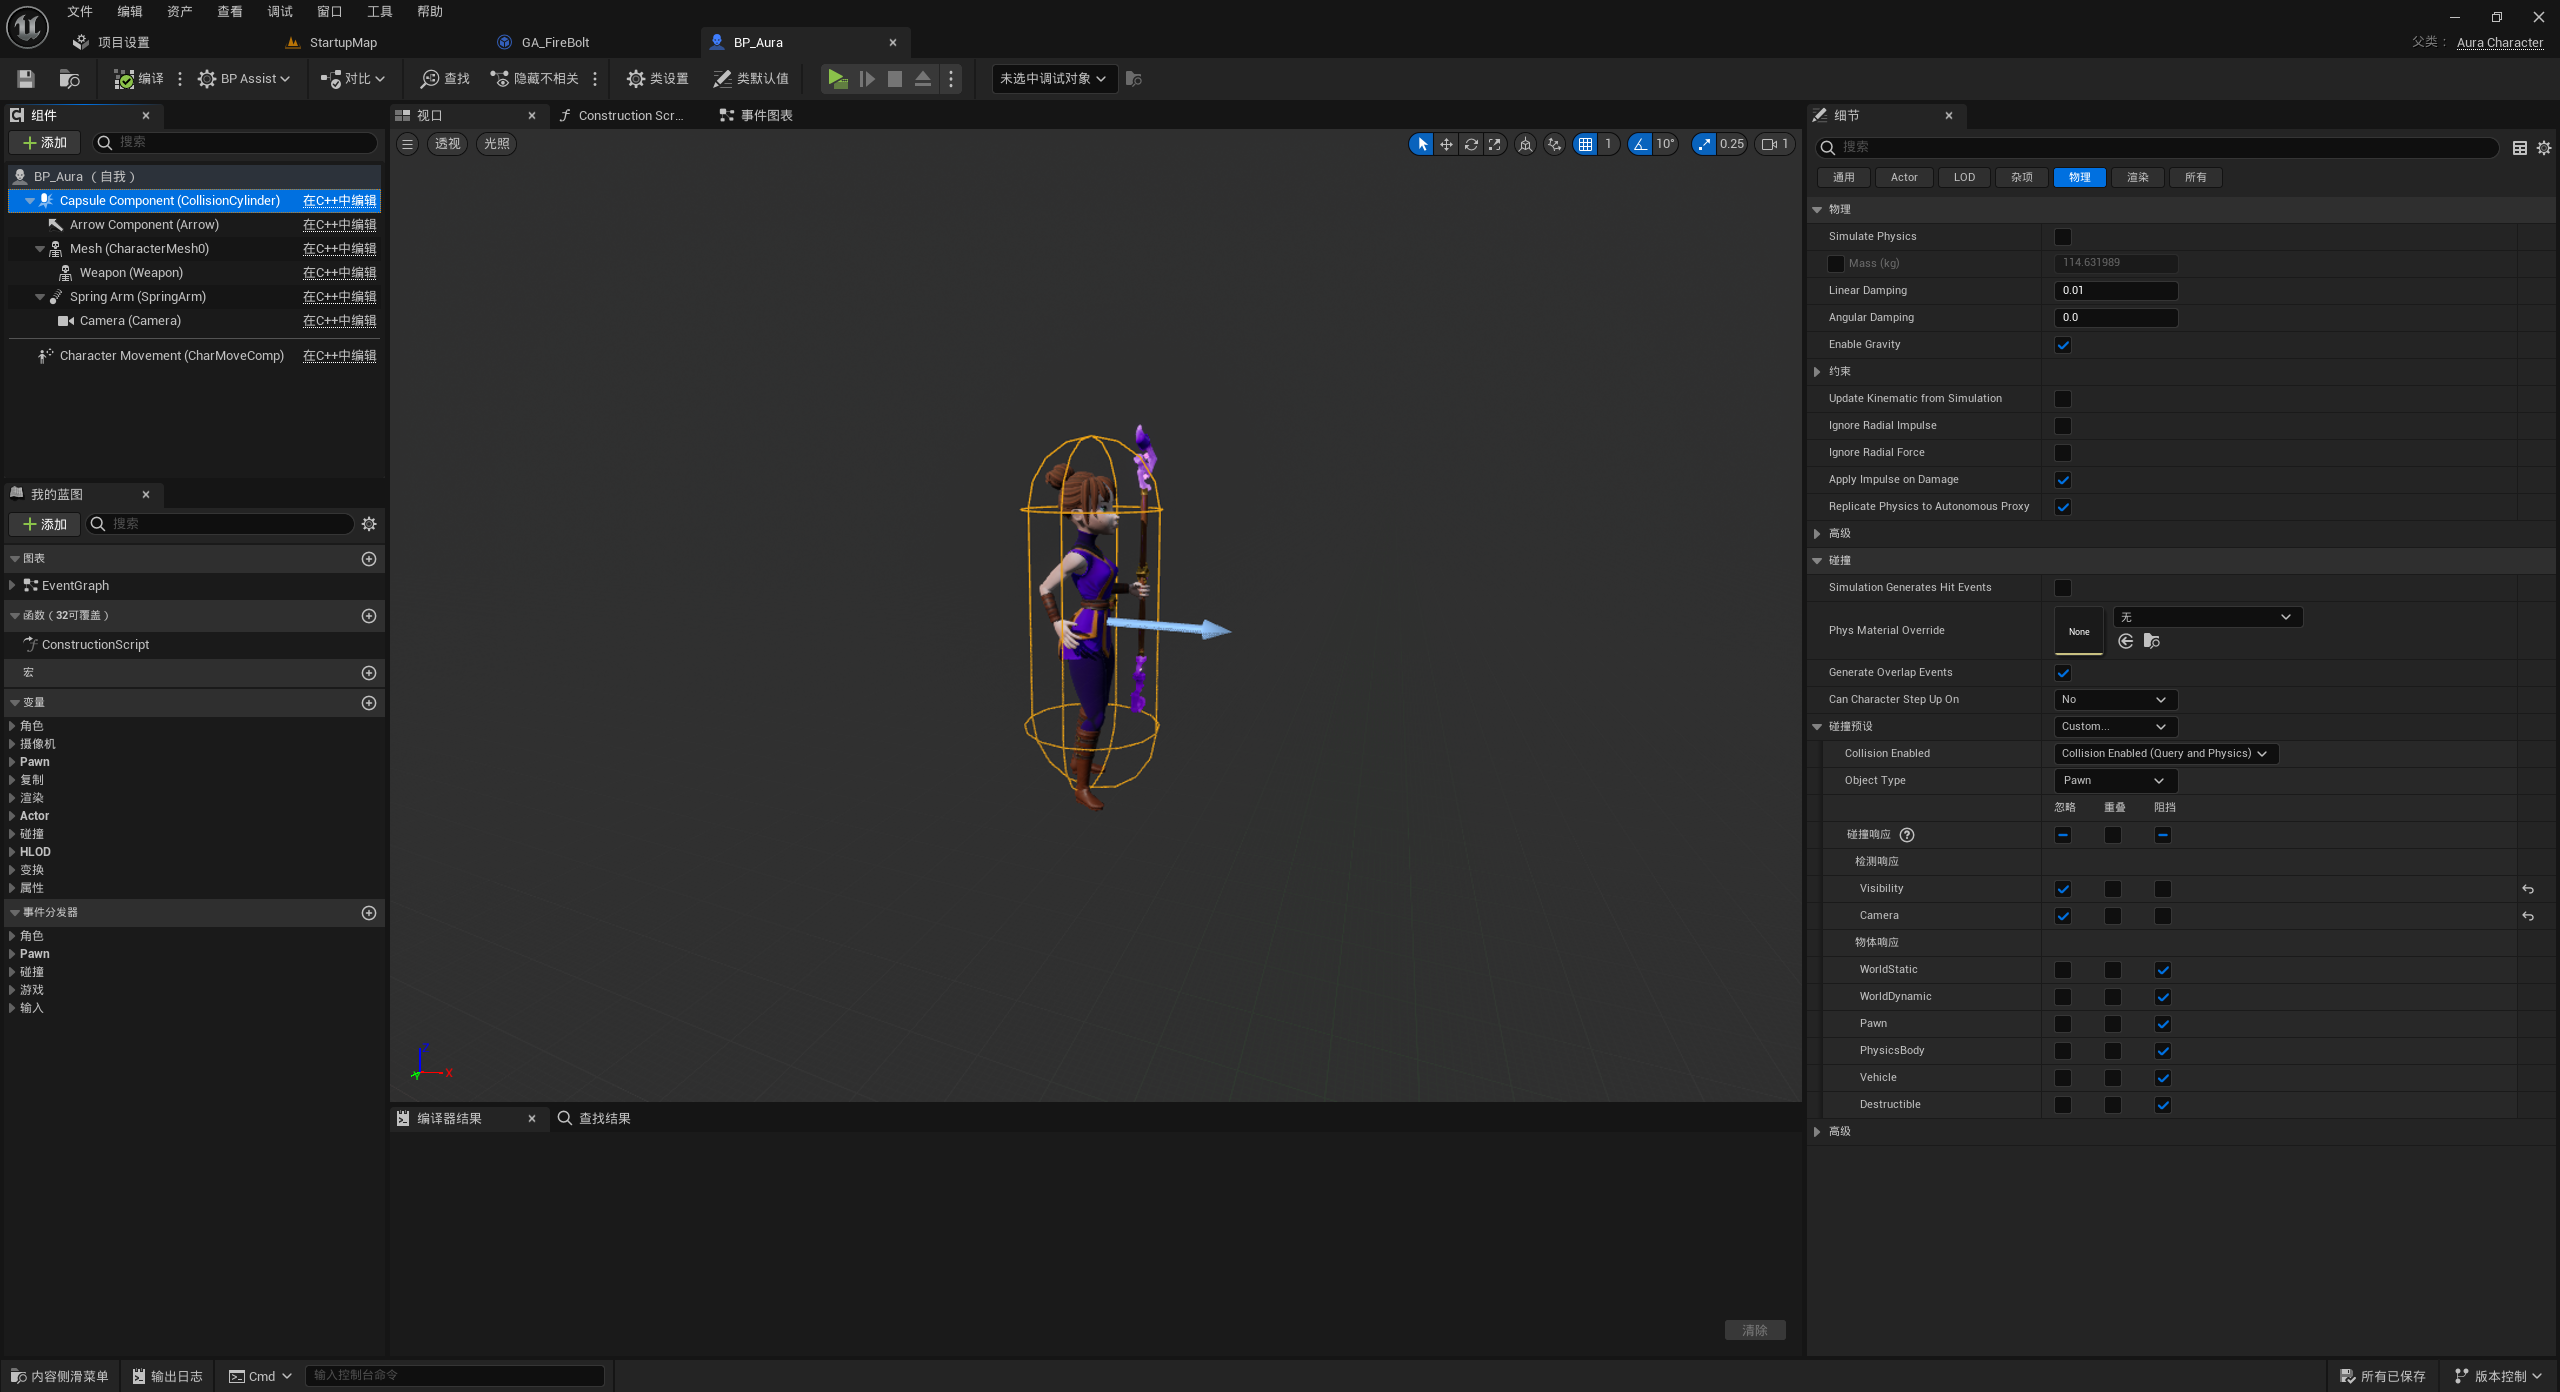 文件 编辑 资产 查看 调试 窗口 工具 帮助
项目设置 StartupMap GA_FireBolt BP_Aura 父类： Aura Character
编译 BP Assist 对比 查找 隐藏不相关 类设置 类默认值 未选中调试对象
组件
添加 搜索
BP_Aura （自我）
Capsule Component (CollisionCylinder) 在C++中编辑
Arrow Component (Arrow) 在C++中编辑
Mesh (CharacterMesh0) 在C++中编辑
Weapon (Weapon) 在C++中编辑
Spring Arm (SpringArm) 在C++中编辑
Camera (Camera) 在C++中编辑
Character Movement (CharMoveComp) 在C++中编辑
我的蓝图
添加 搜索
图表
EventGraph
函数（32可覆盖）
ConstructionScript
宏
变量
角色
摄像机
Pawn
复制
渲染
Actor
碰撞
HLOD
变换
属性
事件分发器
角色
Pawn
碰撞
游戏
输入
视口 Construction Scr... 事件图表
透视 光照 1 10° 0.25 1
Z
X
Y
编译器结果 查找结果
清除
细节
搜索
通用 Actor LOD 杂项 物理 渲染 所有
物理
Simulate Physics
Mass (kg) 114.631989
Linear Damping 0.01
Angular Damping 0.0
Enable Gravity
约束
Update Kinematic from Simulation
Ignore Radial Impulse
Ignore Radial Force
Apply Impulse on Damage
Replicate Physics to Autonomous Proxy
高级
碰撞
Simulation Generates Hit Events
Phys Material Override None 无
Generate Overlap Events
Can Character Step Up On No
碰撞预设 Custom...
Collision Enabled Collision Enabled (Query and Physics)
Object Type Pawn
忽略 重叠 阻挡
碰撞响应
检测响应
Visibility
Camera
物体响应
WorldStatic
WorldDynamic
Pawn
PhysicsBody
Vehicle
Destructible
高级
内容侧滑菜单 输出日志 Cmd 输入控制台命令 所有已保存 版本控制